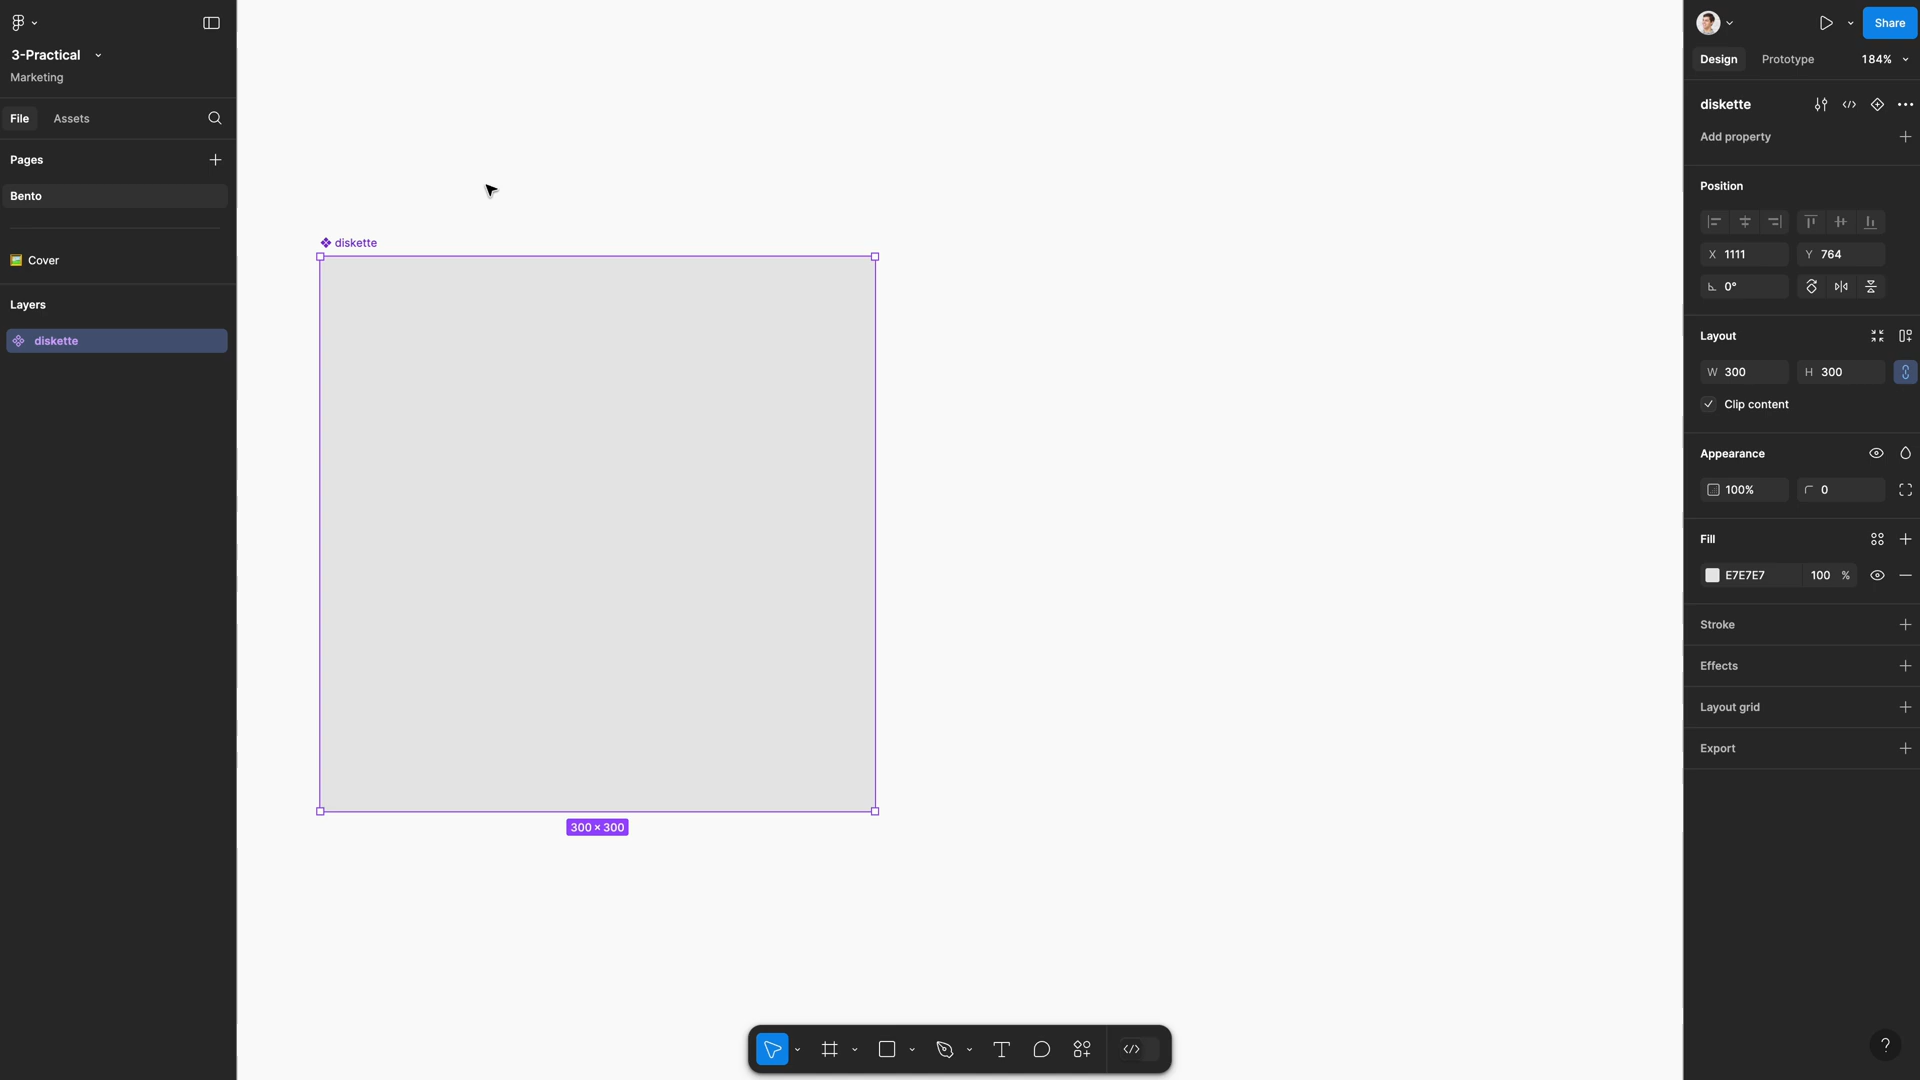 3-Practical
Marketing
File
Assets
Pages
Bento
Cover
Layers
diskette
diskette
300 × 300
Share
Design
Prototype
184%
diskette
Add property
Position
X 1111
Y 764
0°
Layout
W 300
H 300
Clip content
Appearance
100%
0
Fill
E7E7E7
100 %
Stroke
Effects
Layout grid
Export
?